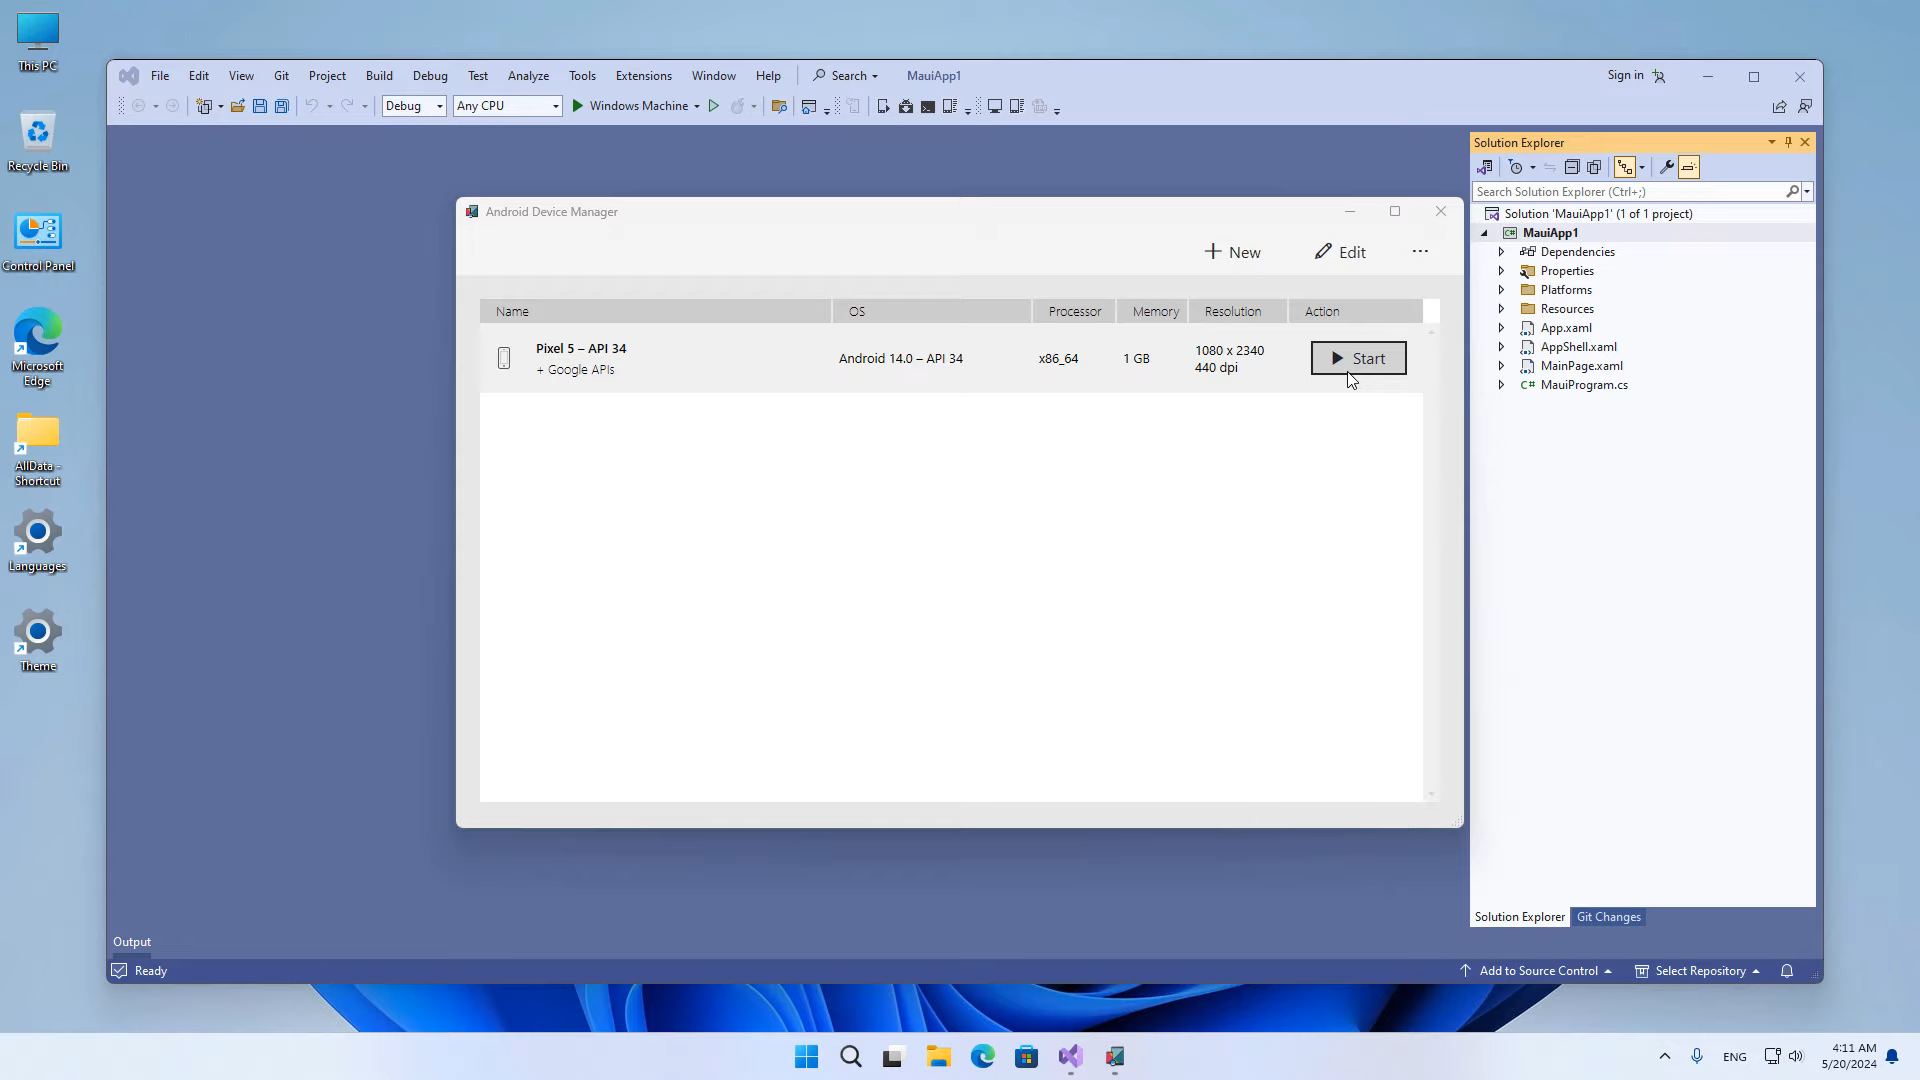 This PC
Recycle Bin
Control Panel
Microsoft
Edge
AllData -
Shortcut
Languages
Theme
File Edit View Git Project Build Debug Test Analyze Tools Extensions Window Help Search MauiApp1 Sign in
Debug Any CPU Windows Machine
Android Device Manager
New Edit
Name OS Processor Memory Resolution Action
Pixel 5 – API 34
+ Google APIs
Android 14.0 – API 34 x86_64 1 GB
1080 x 2340
440 dpi
Start
Solution Explorer
Search Solution Explorer (Ctrl+;)
Solution 'MauiApp1' (1 of 1 project)
C# MauiApp1
Dependencies
Properties
Platforms
Resources
App.xaml
AppShell.xaml
MainPage.xaml
C# MauiProgram.cs
Solution Explorer Git Changes
Output
Ready Add to Source Control Select Repository
ENG 4:11 AM
5/20/2024